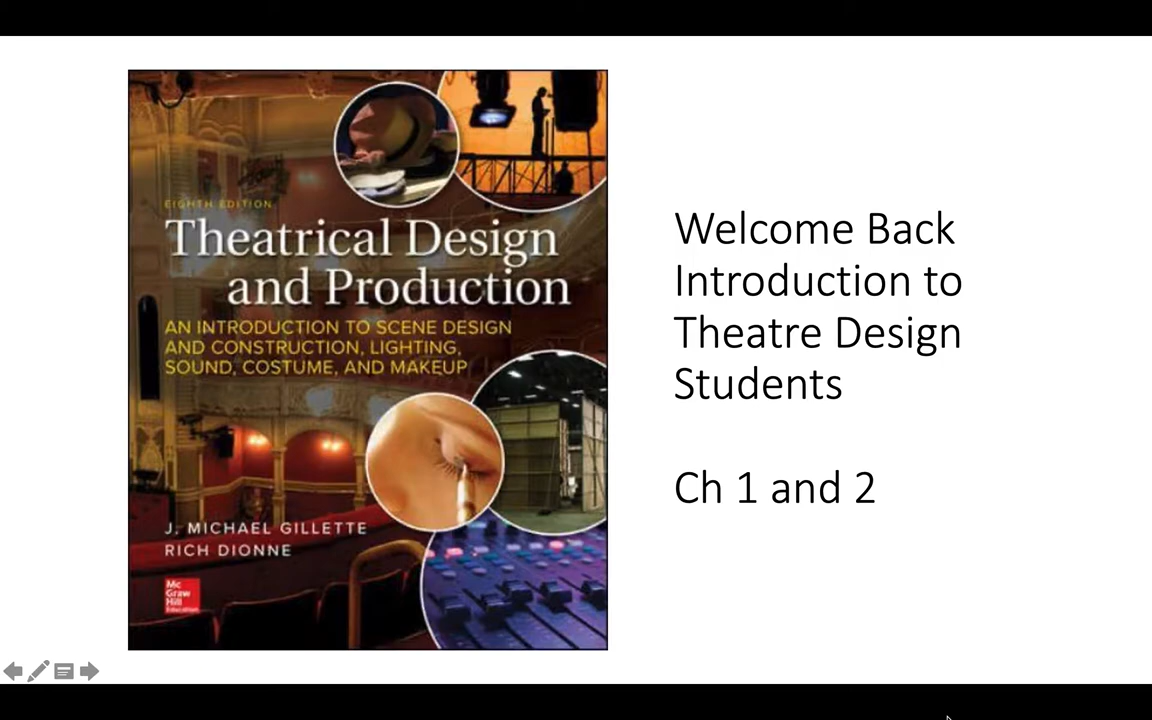 EIGHTH EDITION
Theatrical Design
and Production
AN INTRODUCTION TO SCENE DESIGN
AND CONSTRUCTION, LIGHTING,
SOUND, COSTUME, AND MAKEUP
J. MICHAEL GILLETTE
RICH DIONNE
Mc
Graw
Hill
Education
Welcome Back
Introduction to
Theatre Design
Students
Ch 1 and 2